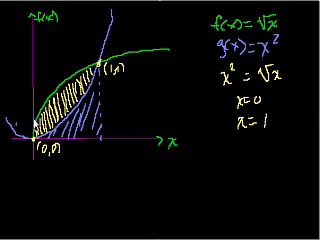 f(x)
f(x)=√x
g(x)=x²
(1,1)
x²=√x
x=0
x=1
(0,0)
x